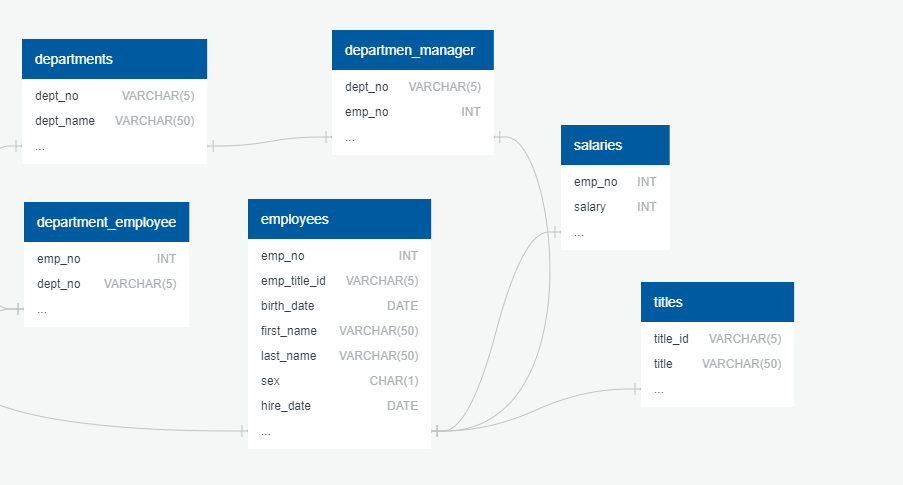 departments
dept_no VARCHAR(5)
dept_name VARCHAR(50)
...
departmen_manager
dept_no VARCHAR(5)
emp_no INT
...
salaries
emp_no INT
salary INT
...
department_employee
emp_no INT
dept_no VARCHAR(5)
...
employees
emp_no INT
emp_title_id VARCHAR(5)
birth_date DATE
first_name VARCHAR(50)
last_name VARCHAR(50)
sex CHAR(1)
hire_date DATE
...
titles
title_id VARCHAR(5)
title VARCHAR(50)
...